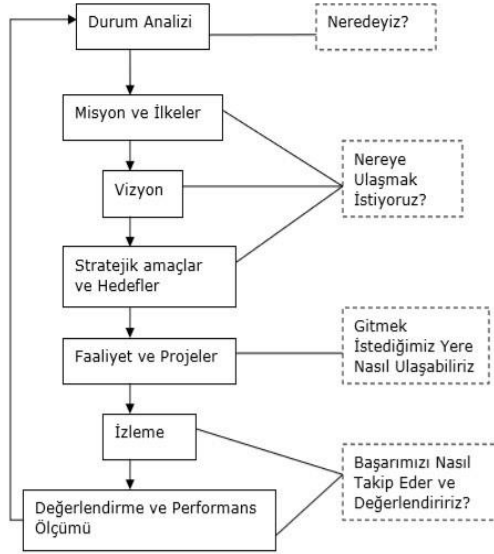 Durum Analizi
Neredeyiz?
Misyon ve İlkeler
Nereye
Ulaşmak
İstiyoruz?
Vizyon
Stratejik amaçlar
ve Hedefler
Gitmek
İstediğimiz Yere
Nasıl Ulaşabiliriz
Faaliyet ve Projeler
İzleme
Başarımızı Nasıl
Takip Eder ve
Değerlendiririz?
Değerlendirme ve Performans
Ölçümü